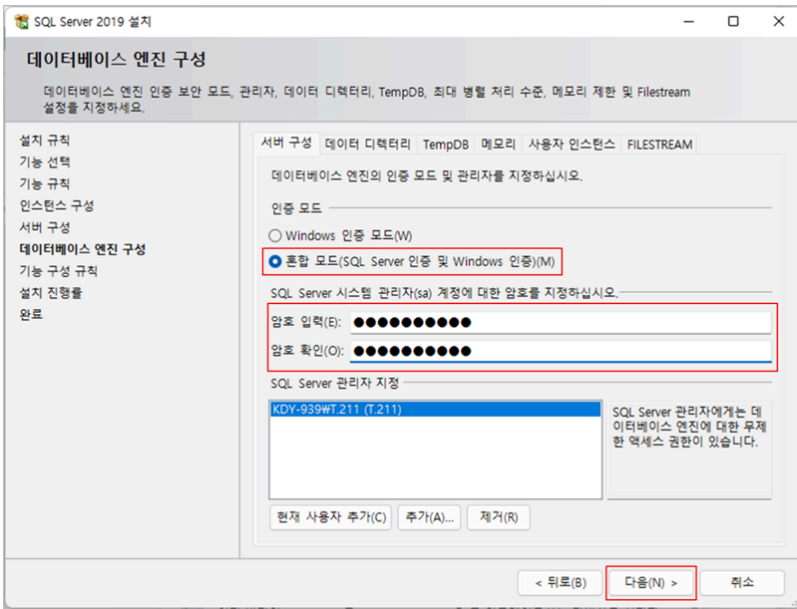 SQL Server 2019 설치
데이터베이스 엔진 구성
데이터베이스 엔진 인증 보안 모드, 관리자, 데이터 디렉터리, TempDB, 최대 병렬 처리 수준, 메모리 제한 및 Filestream
설정을 지정하세요.
설치 규칙
기능 선택
기능 규칙
인스턴스 구성
서버 구성
데이터베이스 엔진 구성
기능 구성 규칙
설치 진행률
완료
서버 구성 데이터 디렉터리 TempDB 메모리 사용자 인스턴스 FILESTREAM
데이터베이스 엔진의 인증 모드 및 관리자를 지정하십시오.
인증 모드
Windows 인증 모드(W)
혼합 모드(SQL Server 인증 및 Windows 인증)(M)
SQL Server 시스템 관리자(sa) 계정에 대한 암호를 지정하십시오.
암호 입력(E): ●●●●●●●●●●
암호 확인(O): ●●●●●●●●●●
SQL Server 관리자 지정
KDY-939₩T.211 (T.211)
SQL Server 관리자에게는 데
이터베이스 엔진에 대한 무제
한 액세스 권한이 있습니다.
현재 사용자 추가(C) 추가(A)... 제거(R)
< 뒤로(B) 다음(N) > 취소